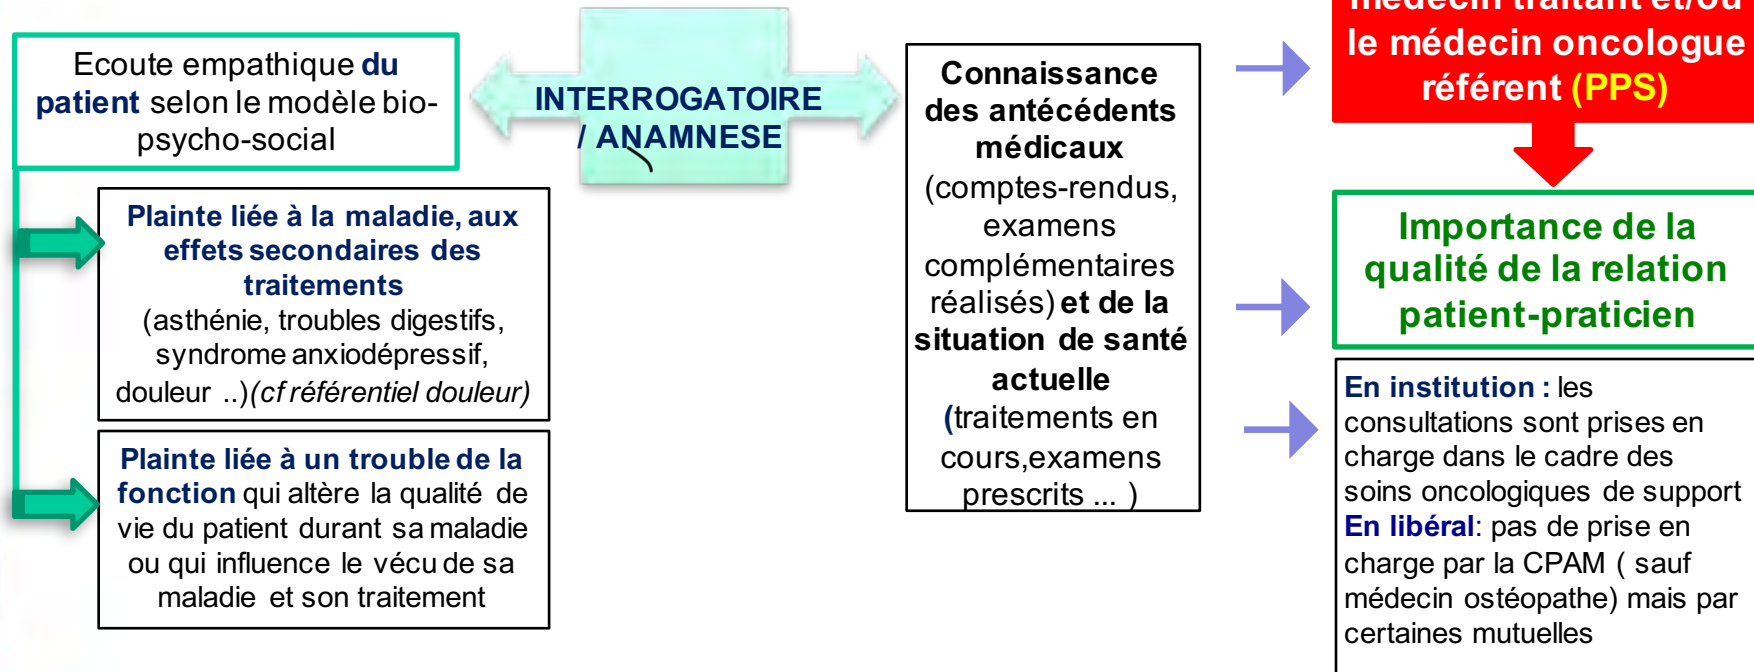 Ecoute empathique du
patient selon le modèle bio-
psycho-social
Plainte liée à la maladie, aux
effets secondaires des
traitements
(asthénie, troubles digestifs,
syndrome anxiodépressif,
douleur ..)(cf référentiel douleur)
Plainte liée à un trouble de la
fonction qui altère la qualité de
vie du patient durant sa maladie
ou qui influence le vécu de sa
maladie et son traitement
INTERROGATOIRE
/ ANAMNESE
Connaissance
des antécédents
médicaux
(comptes-rendus,
examens
complémentaires
réalisés) et de la
situation de santé
actuelle
(traitements en
cours,examens
prescrits ... )
médecin traitant et/ou
le médecin oncologue
référent (PPS)
Importance de la
qualité de la relation
patient-praticien
En institution : les
consultations sont prises en
charge dans le cadre des
soins oncologiques de support
En libéral: pas de prise en
charge par la CPAM ( sauf
médecin ostéopathe) mais par
certaines mutuelles